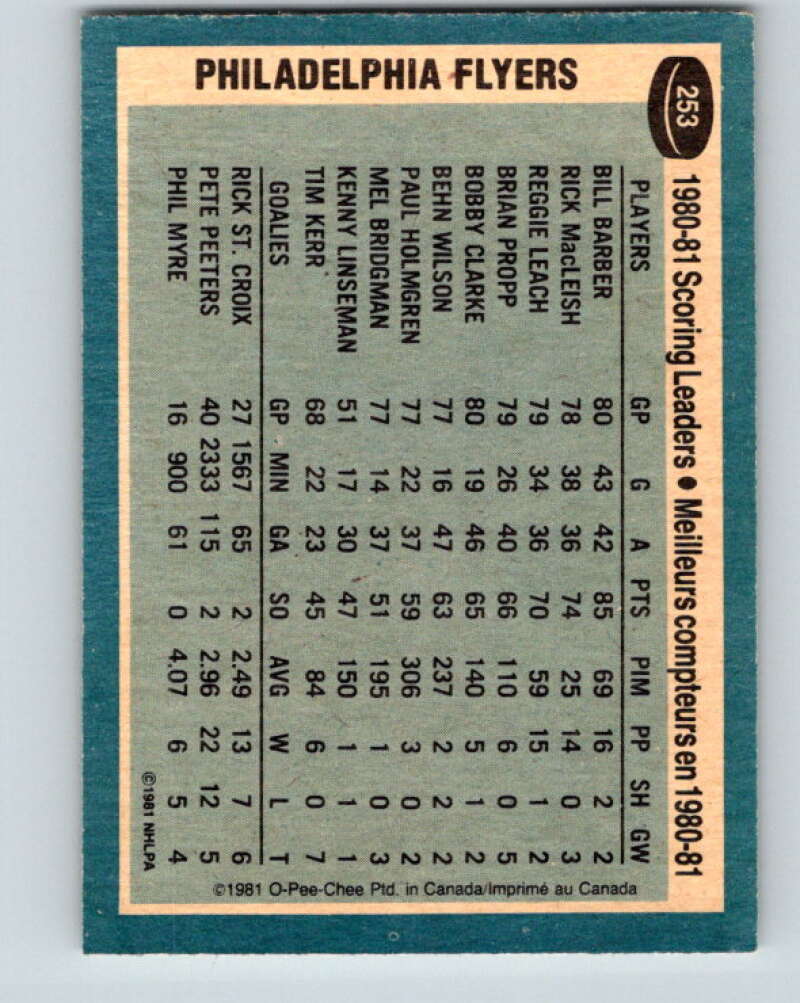 PHILADELPHIA FLYERS
253
1980-81 Scoring Leaders • Meilleurs compteurs en 1980-81
PLAYERS GP G A PTS PIM PP SH GW
BILL BARBER 80 43 42 85 69 16 2 2
RICK MacLEISH 78 38 36 74 25 14 0 3
REGGIE LEACH 79 34 36 70 59 15 1 2
BRIAN PROPP 79 26 40 66 110 6 0 5
BOBBY CLARKE 80 19 46 65 140 5 1 2
BEHN WILSON 77 16 47 63 237 2 2 2
PAUL HOLMGREN 77 22 37 59 306 3 0 2
MEL BRIDGMAN 77 14 37 51 195 1 0 3
KENNY LINSEMAN 51 17 30 47 150 1 1 1
TIM KERR 68 22 23 45 84 6 0 7
GOALIES GP MIN GA SO AVG W L T
RICK ST. CROIX 27 1567 65 2 2.49 13 7 6
PETE PEETERS 40 2333 115 2 2.96 22 12 5
PHIL MYRE 16 900 61 0 4.07 6 5 4
©1981 NHLPA
©1981 O-Pee-Chee Ptd. in Canada/Imprimé au Canada